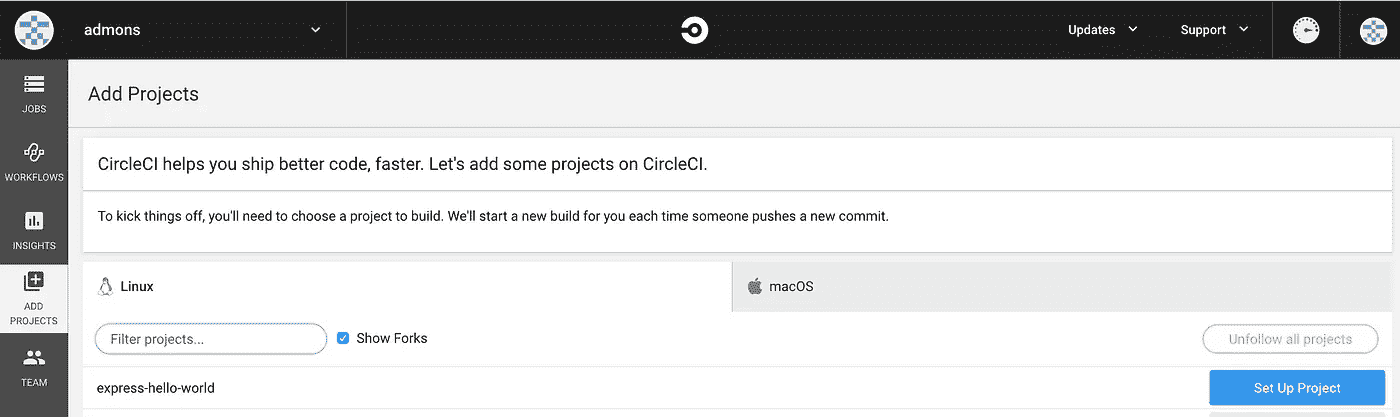 admons
Updates
Support
JOBS
WORKFLOWS
INSIGHTS
ADD
PROJECTS
TEAM
Add Projects
CircleCI helps you ship better code, faster. Let's add some projects on CircleCI.
To kick things off, you'll need to choose a project to build. We'll start a new build for you each time someone pushes a new commit.
Linux
macOS
Filter projects...
Show Forks
Unfollow all projects
express-hello-world
Set Up Project